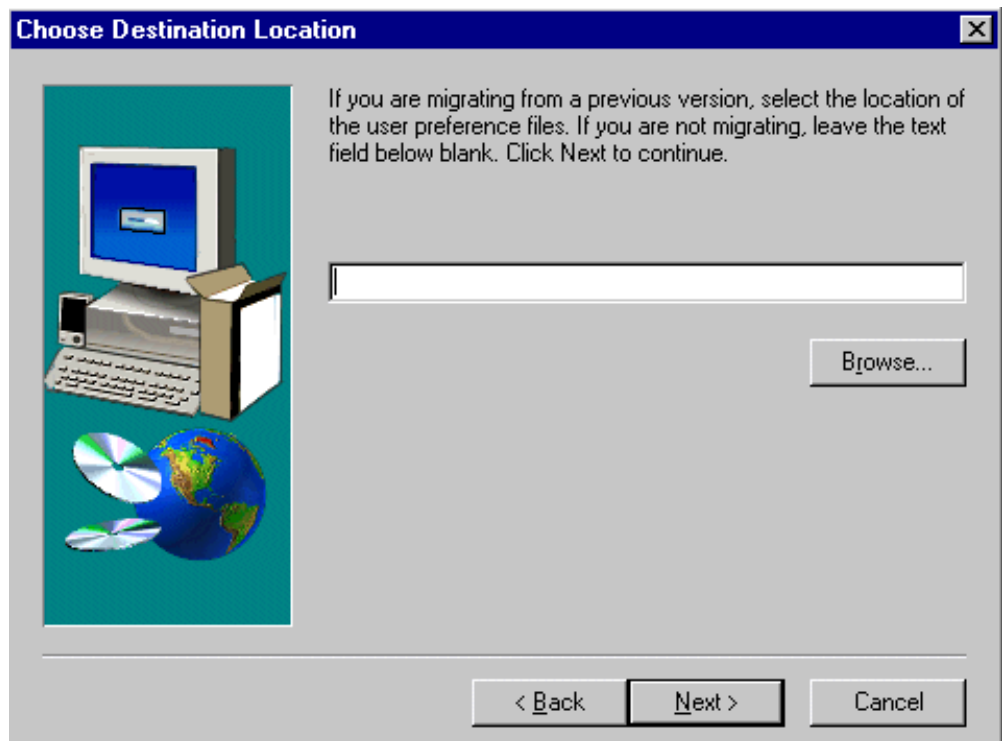 Choose Destination Location
If you are migrating from a previous version, select the location of
the user preference files. If you are not migrating, leave the text
field below blank. Click Next to continue.
Browse...
< Back
Next >
Cancel